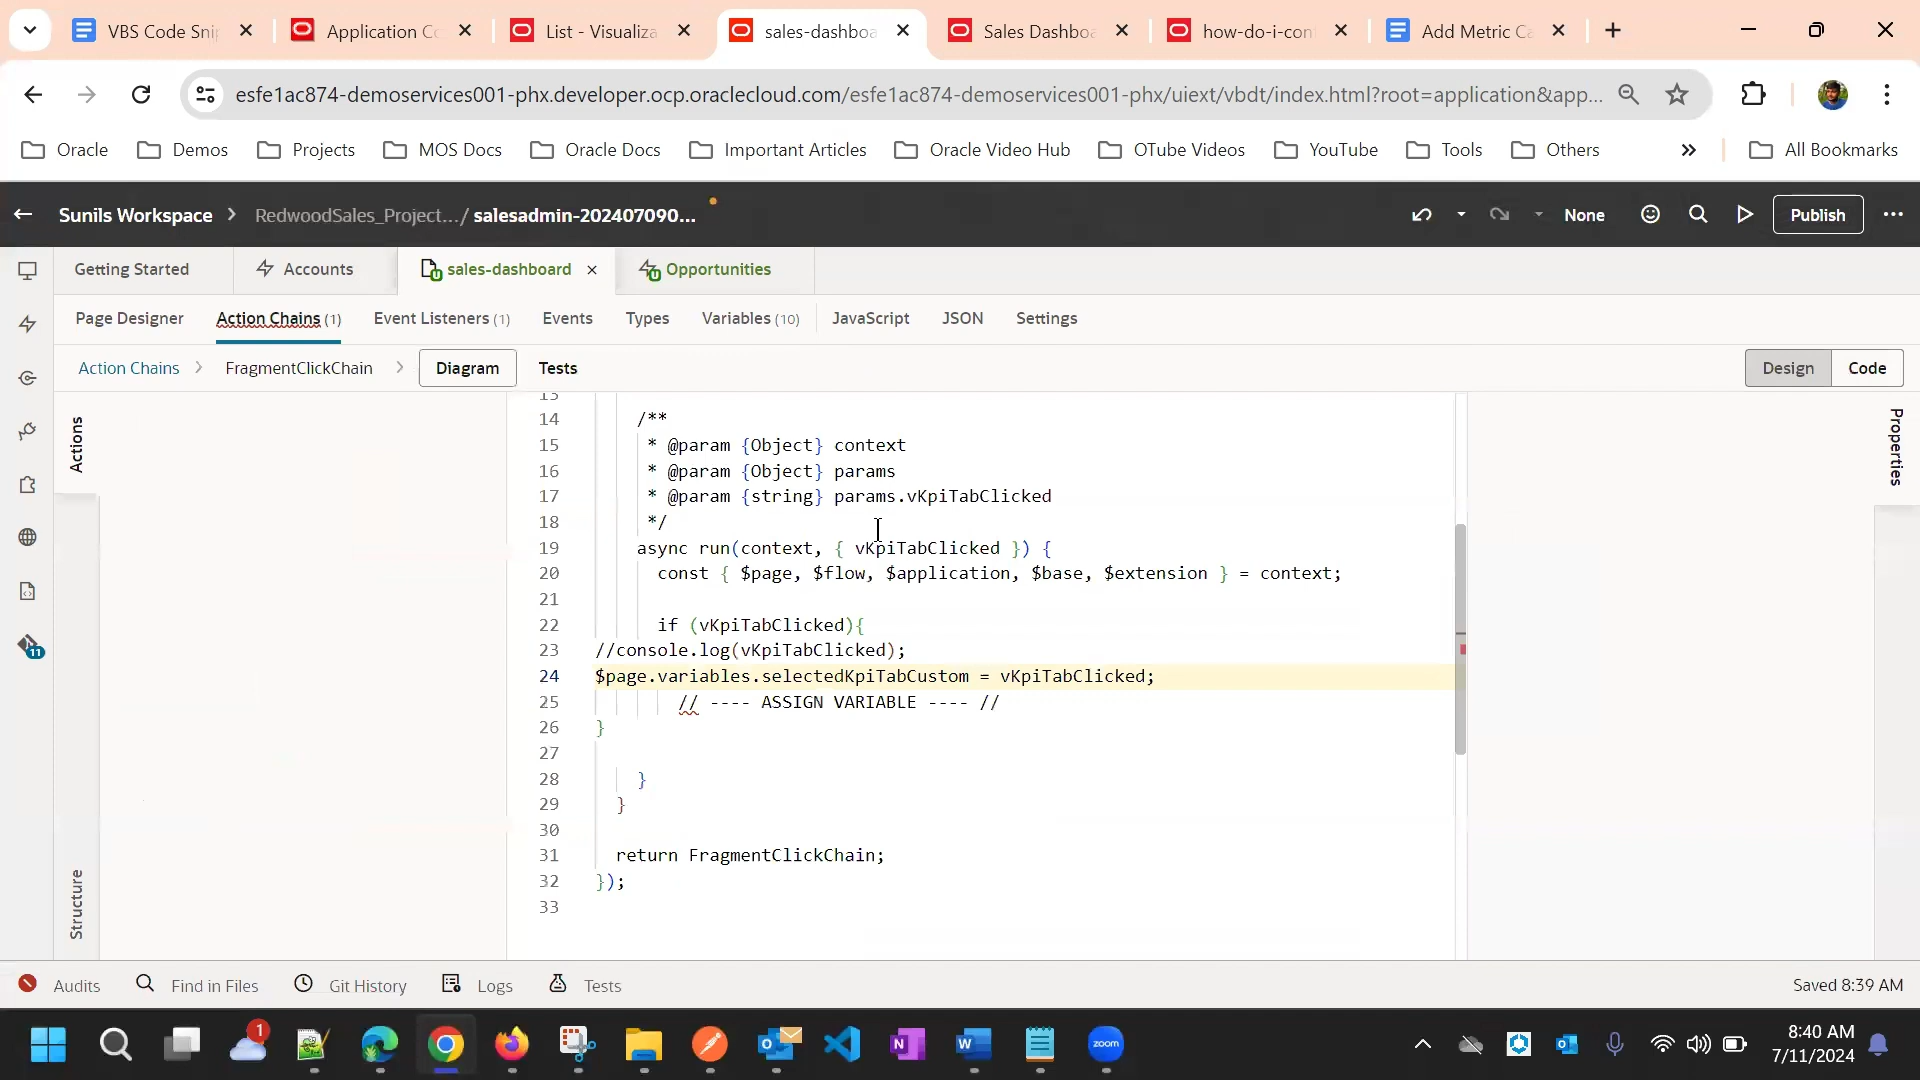 VBS Code Sni
Application Co
List - Visualiza
sales-dashboa
Sales Dashboa
how-do-i-con
Add Metric Ca
esfe1ac874-demoservices001-phx.developer.ocp.oraclecloud.com/esfe1ac874-demoservices001-phx/uiext/vbdt/index.html?root=application&app...
Oracle
Demos
Projects
MOS Docs
Oracle Docs
Important Articles
Oracle Video Hub
OTube Videos
YouTube
Tools
Others
»
All Bookmarks
Sunils Workspace > RedwoodSales_Project.../ salesadmin-202407090...
None
Publish
Getting Started
Accounts
sales-dashboard
Opportunities
Page Designer
Action Chains (1)
Event Listeners (1)
Events
Types
Variables (10)
JavaScript
JSON
Settings
Action Chains > FragmentClickChain >
Diagram
Tests
Design
Code
Actions
Structure
Properties
13
14 /**
15 * @param {Object} context
16 * @param {Object} params
17 * @param {string} params.vKpiTabClicked
18 */
19 async run(context, { vKpiTabClicked }) {
20 const { $page, $flow, $application, $base, $extension } = context;
21
22 if (vKpiTabClicked){
23 //console.log(vKpiTabClicked);
24 $page.variables.selectedKpiTabCustom = vKpiTabClicked;
25 // ---- ASSIGN VARIABLE ---- //
26 }
27
28 }
29 }
30
31 return FragmentClickChain;
32 });
33
Audits
Find in Files
Git History
Logs
Tests
Saved 8:39 AM
11
1
zoom
8:40 AM
7/11/2024